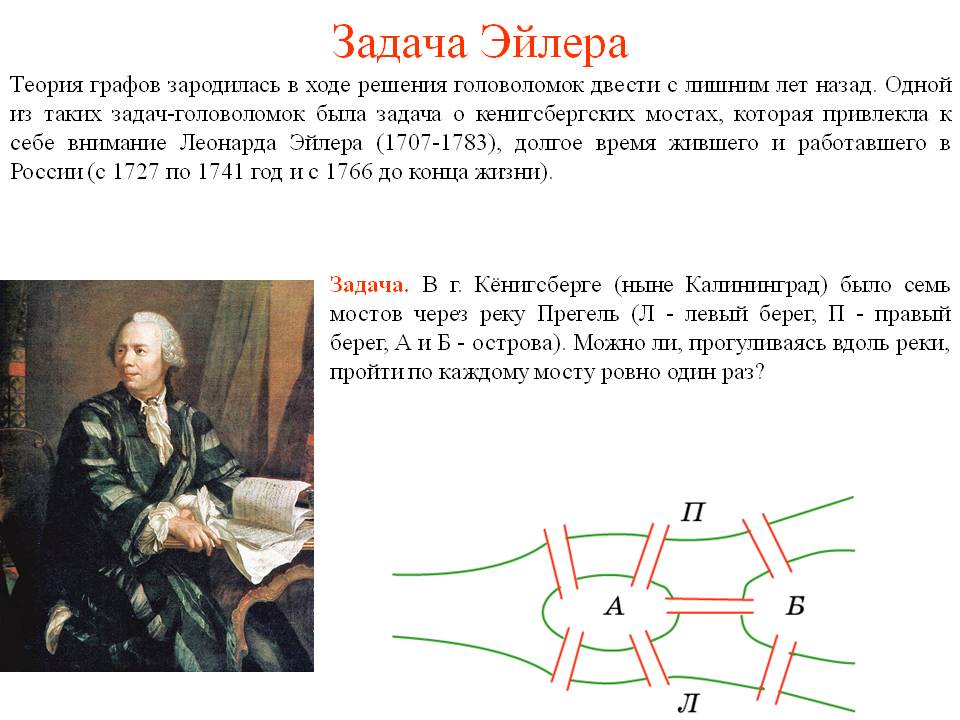 Задача Эйлера
Теория графов зародилась в ходе решения головоломок двести с лишним лет назад. Одной
из таких задач-головоломок была задача о кенигсбергских мостах, которая привлекла к
себе внимание Леонарда Эйлера (1707-1783), долгое время жившего и работавшего в
России (с 1727 по 1741 год и с 1766 до конца жизни).
Задача. В г. Кёнигсберге (ныне Калининград) было семь
мостов через реку Прегель (Л - левый берег, П - правый
берег, А и Б - острова). Можно ли, прогуливаясь вдоль реки,
пройти по каждому мосту ровно один раз?
П
А
Б
Л